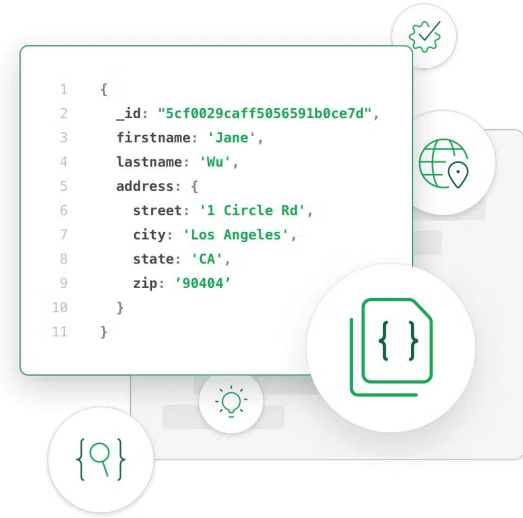 1 {
2 _id: "5cf0029caff5056591b0ce7d",
3 firstname: 'Jane',
4 lastname: 'Wu',
5 address: {
6 street: '1 Circle Rd',
7 city: 'Los Angeles',
8 state: 'CA',
9 zip: ’90404’
10 }
11 }
{ }
{ }